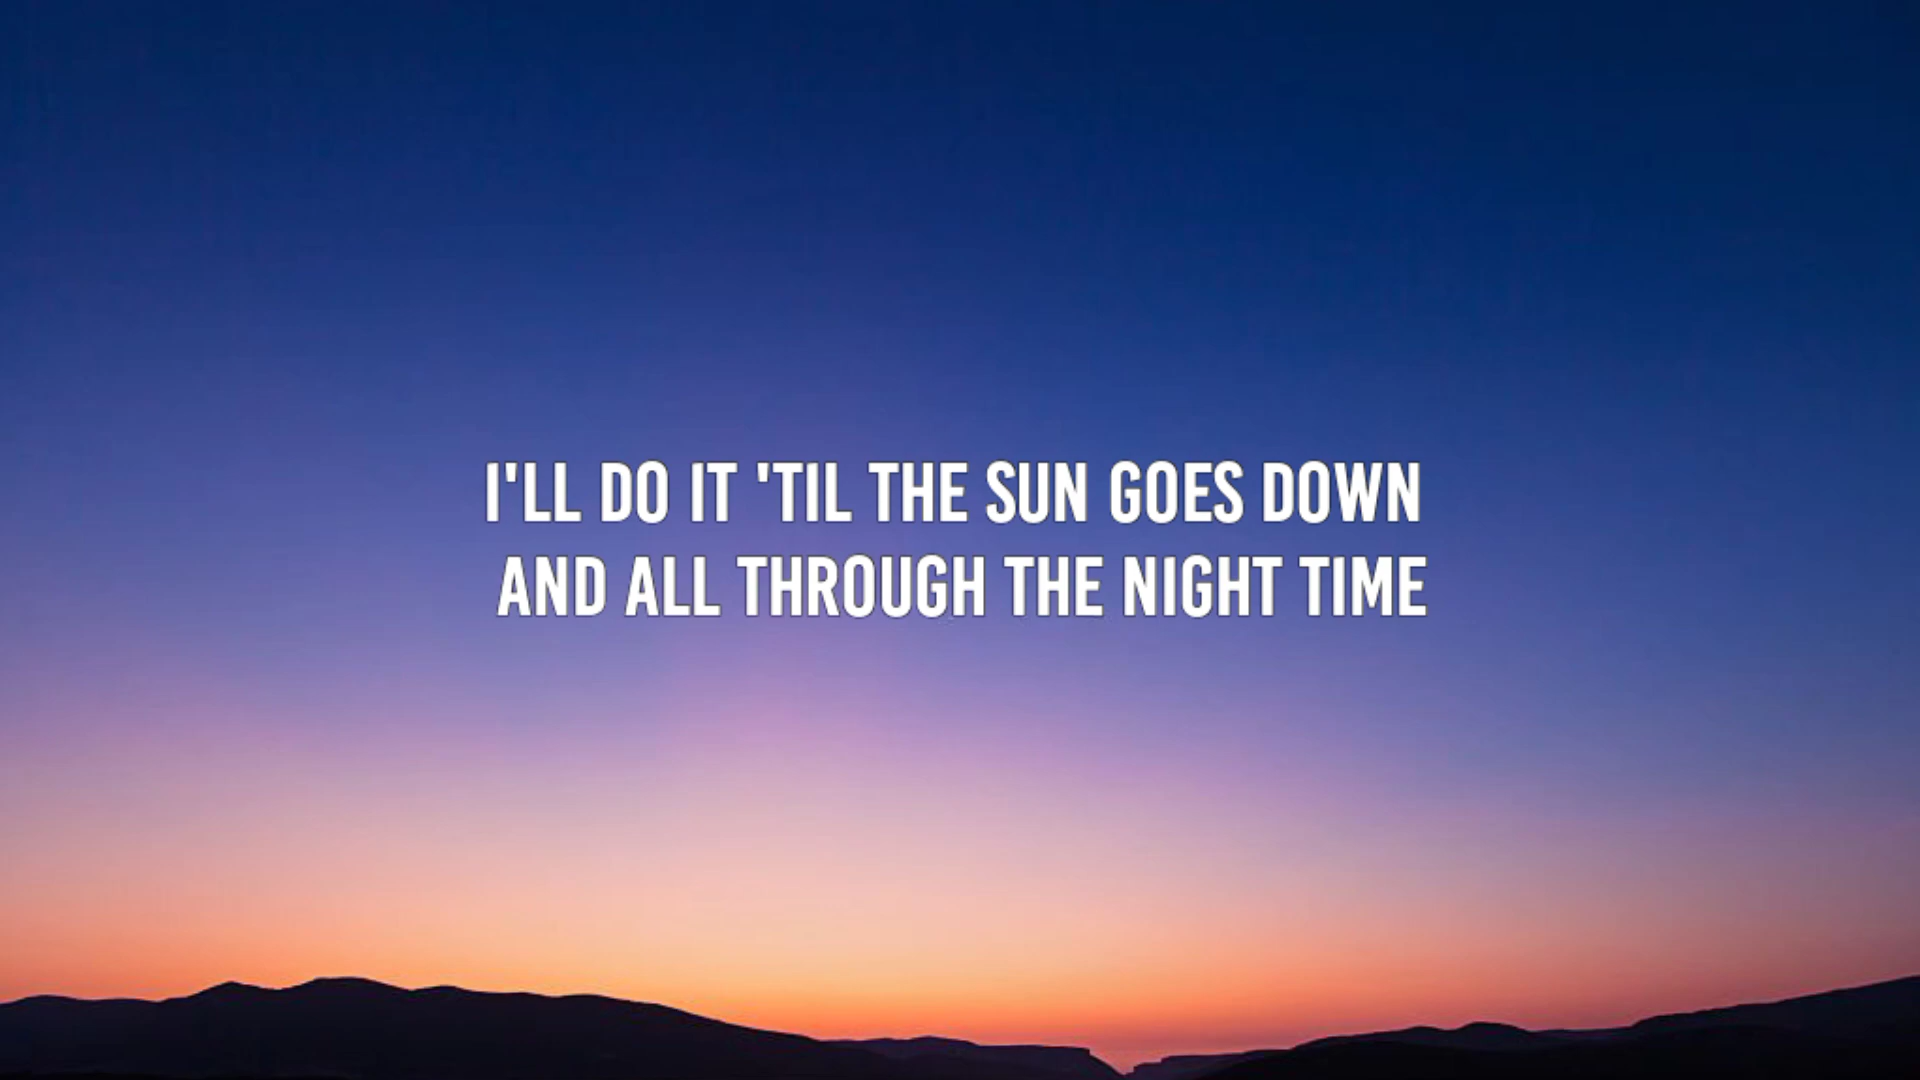 I'LL DO IT 'TIL THE SUN GOES DOWN
AND ALL THROUGH THE NIGHT TIME